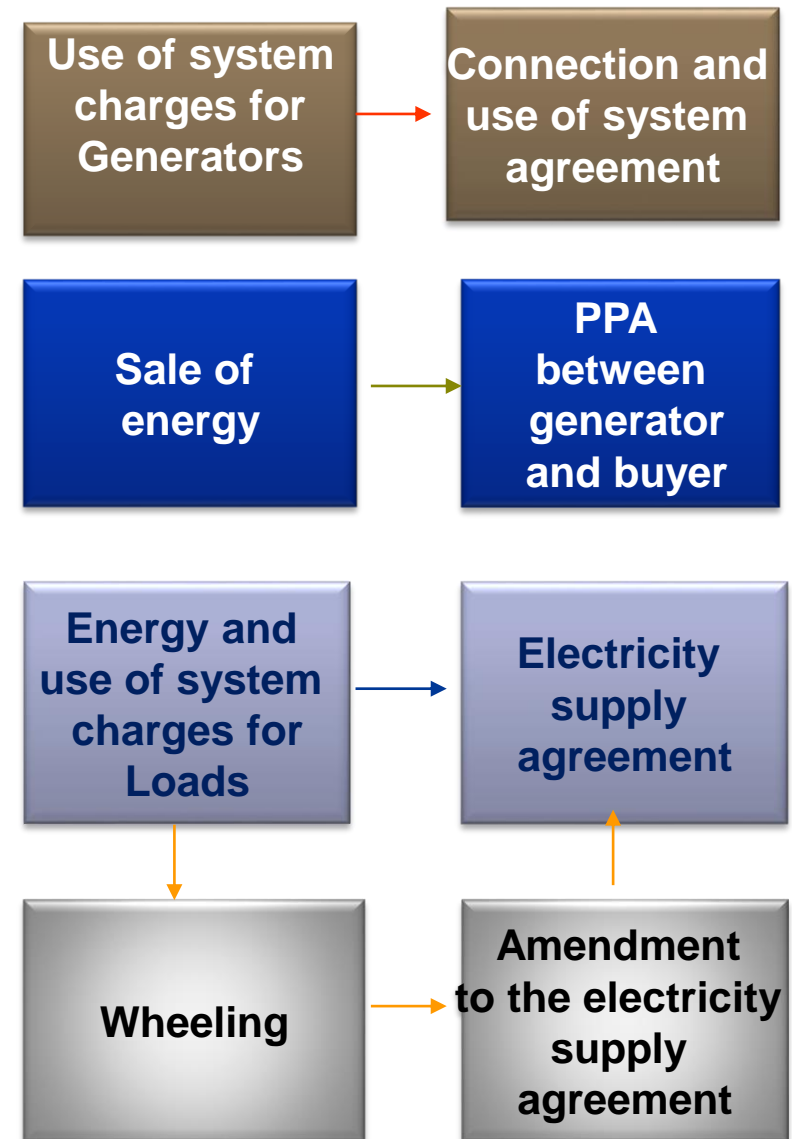 Use of system
charges for
Generators
Connection and
use of system
agreement
Sale of
energy
PPA
between
generator
and buyer
Energy and
use of system
charges for
Loads
Electricity
supply
agreement
Wheeling
Amendment
to the electricity
supply
agreement